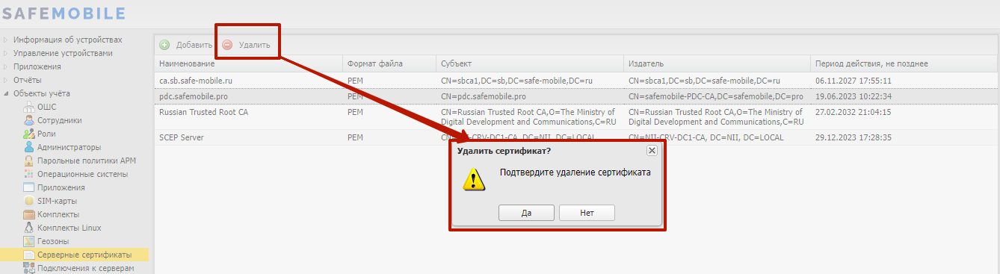 SAFEMOBILE
Информация об устройствах
Управление устройствами
Приложения
Отчёты
Объекты учёта
ОШС
Сотрудники
Роли
Администраторы
Парольные политики АРМ
Операционные системы
Приложения
SIM-карты
Комплекты
Комплекты Linux
Геозоны
Серверные сертификаты
Подключения к серверам
Добавить Удалить
Наименование Формат файла Субъект Издатель Период действия, не позднее
ca.sb.safe-mobile.ru PEM CN=sbca1,DC=sb,DC=safe-mobile,DC=ru CN=sbca1,DC=sb,DC=safe-mobile,DC=ru 06.11.2027 17:55:11
pdc.safemobile.pro PEM CN=pdc.safemobile.pro CN=safemobile-PDC-CA,DC=safemobile,DC=pro 19.06.2023 10:22:34
Russian Trusted Root CA PEM CN=Russian Trusted Root CA,O=The Ministry of CN=Russian Trusted Root CA,O=The Ministry of 27.02.2032 21:04:15
Digital Development and Communications,C=RU Digital Development and Communications,C=RU
SCEP Server PEM DC=NII, DC=LOCAL CN=NII-CRV-DC1-CA, DC=NII, DC=LOCAL 29.12.2023 17:28:35
Удалить сертификат?
Подтвердите удаление сертификата
Да Нет